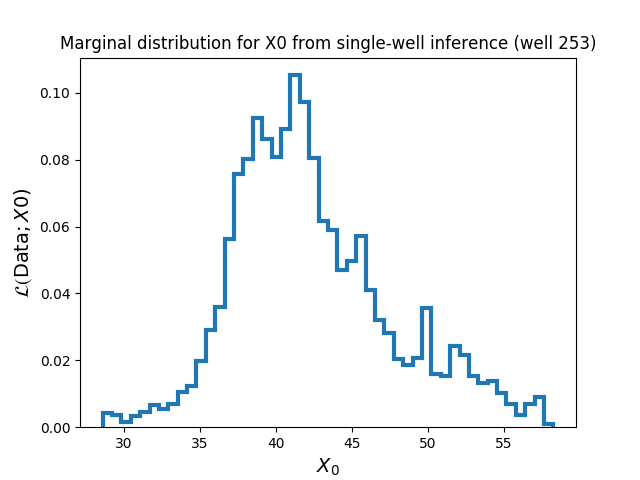 Marginal distribution for X0 from single-well inference (well 253)
0.10
0.08
0.06
0.04
0.02
0.00
ℒ(Data; X0)
30 35 40 45 50 55
X₀